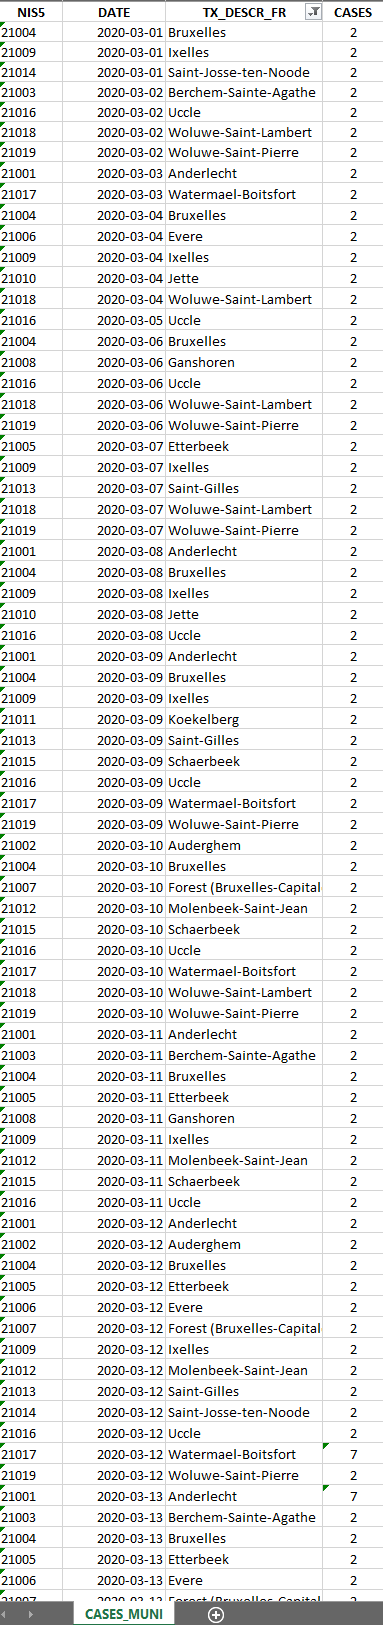 NIS5 DATE TX_DESCR_FR CASES
21004 2020-03-01 Bruxelles 2
21009 2020-03-01 Ixelles 2
21014 2020-03-01 Saint-Josse-ten-Noode 2
21003 2020-03-02 Berchem-Sainte-Agathe 2
21016 2020-03-02 Uccle 2
21018 2020-03-02 Woluwe-Saint-Lambert 2
21019 2020-03-02 Woluwe-Saint-Pierre 2
21001 2020-03-03 Anderlecht 2
21017 2020-03-03 Watermael-Boitsfort 2
21004 2020-03-04 Bruxelles 2
21006 2020-03-04 Evere 2
21009 2020-03-04 Ixelles 2
21010 2020-03-04 Jette 2
21018 2020-03-04 Woluwe-Saint-Lambert 2
21016 2020-03-05 Uccle 2
21004 2020-03-06 Bruxelles 2
21008 2020-03-06 Ganshoren 2
21016 2020-03-06 Uccle 2
21018 2020-03-06 Woluwe-Saint-Lambert 2
21019 2020-03-06 Woluwe-Saint-Pierre 2
21005 2020-03-07 Etterbeek 2
21009 2020-03-07 Ixelles 2
21013 2020-03-07 Saint-Gilles 2
21018 2020-03-07 Woluwe-Saint-Lambert 2
21019 2020-03-07 Woluwe-Saint-Pierre 2
21001 2020-03-08 Anderlecht 2
21004 2020-03-08 Bruxelles 2
21009 2020-03-08 Ixelles 2
21010 2020-03-08 Jette 2
21016 2020-03-08 Uccle 2
21001 2020-03-09 Anderlecht 2
21004 2020-03-09 Bruxelles 2
21009 2020-03-09 Ixelles 2
21011 2020-03-09 Koekelberg 2
21013 2020-03-09 Saint-Gilles 2
21015 2020-03-09 Schaerbeek 2
21016 2020-03-09 Uccle 2
21017 2020-03-09 Watermael-Boitsfort 2
21019 2020-03-09 Woluwe-Saint-Pierre 2
21002 2020-03-10 Auderghem 2
21004 2020-03-10 Bruxelles 2
21007 2020-03-10 Forest (Bruxelles-Capital 2
21012 2020-03-10 Molenbeek-Saint-Jean 2
21015 2020-03-10 Schaerbeek 2
21016 2020-03-10 Uccle 2
21017 2020-03-10 Watermael-Boitsfort 2
21018 2020-03-10 Woluwe-Saint-Lambert 2
21019 2020-03-10 Woluwe-Saint-Pierre 2
21001 2020-03-11 Anderlecht 2
21003 2020-03-11 Berchem-Sainte-Agathe 2
21004 2020-03-11 Bruxelles 2
21005 2020-03-11 Etterbeek 2
21008 2020-03-11 Ganshoren 2
21009 2020-03-11 Ixelles 2
21012 2020-03-11 Molenbeek-Saint-Jean 2
21015 2020-03-11 Schaerbeek 2
21016 2020-03-11 Uccle 2
21001 2020-03-12 Anderlecht 2
21002 2020-03-12 Auderghem 2
21004 2020-03-12 Bruxelles 2
21005 2020-03-12 Etterbeek 2
21006 2020-03-12 Evere 2
21007 2020-03-12 Forest (Bruxelles-Capital 2
21009 2020-03-12 Ixelles 2
21012 2020-03-12 Molenbeek-Saint-Jean 2
21013 2020-03-12 Saint-Gilles 2
21014 2020-03-12 Saint-Josse-ten-Noode 2
21016 2020-03-12 Uccle 2
21017 2020-03-12 Watermael-Boitsfort 7
21019 2020-03-12 Woluwe-Saint-Pierre 2
21001 2020-03-13 Anderlecht 7
21003 2020-03-13 Berchem-Sainte-Agathe 2
21004 2020-03-13 Bruxelles 2
21005 2020-03-13 Etterbeek 2
21006 2020-03-13 Evere 2
21007 2020-03-13 Forest (Bruxelles-Capital
CASES_MUNI